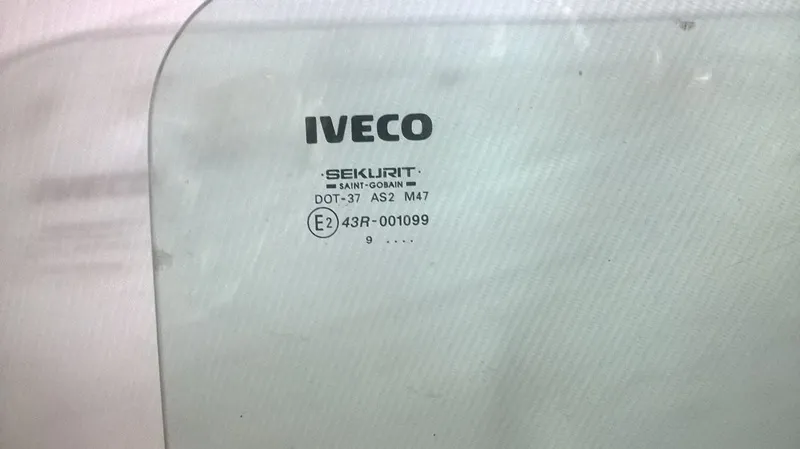 IVECO
·SEKURIT·
SAINT-GOBAIN
DOT-37 AS2 M47
E2 43R-001099
9 ....